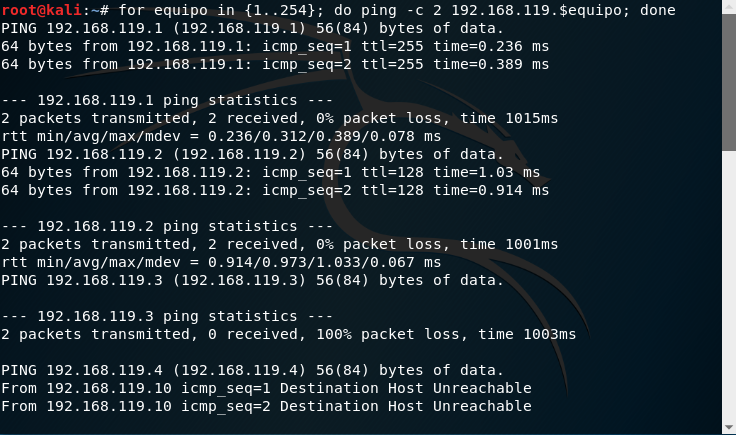 root@kali:~# for equipo in {1..254}; do ping -c 2 192.168.119.$equipo; done
PING 192.168.119.1 (192.168.119.1) 56(84) bytes of data.
64 bytes from 192.168.119.1: icmp_seq=1 ttl=255 time=0.236 ms
64 bytes from 192.168.119.1: icmp_seq=2 ttl=255 time=0.389 ms

--- 192.168.119.1 ping statistics ---
2 packets transmitted, 2 received, 0% packet loss, time 1015ms
rtt min/avg/max/mdev = 0.236/0.312/0.389/0.078 ms
PING 192.168.119.2 (192.168.119.2) 56(84) bytes of data.
64 bytes from 192.168.119.2: icmp_seq=1 ttl=128 time=1.03 ms
64 bytes from 192.168.119.2: icmp_seq=2 ttl=128 time=0.914 ms

--- 192.168.119.2 ping statistics ---
2 packets transmitted, 2 received, 0% packet loss, time 1001ms
rtt min/avg/max/mdev = 0.914/0.973/1.033/0.067 ms
PING 192.168.119.3 (192.168.119.3) 56(84) bytes of data.

--- 192.168.119.3 ping statistics ---
2 packets transmitted, 0 received, 100% packet loss, time 1003ms

PING 192.168.119.4 (192.168.119.4) 56(84) bytes of data.
From 192.168.119.10 icmp_seq=1 Destination Host Unreachable
From 192.168.119.10 icmp_seq=2 Destination Host Unreachable